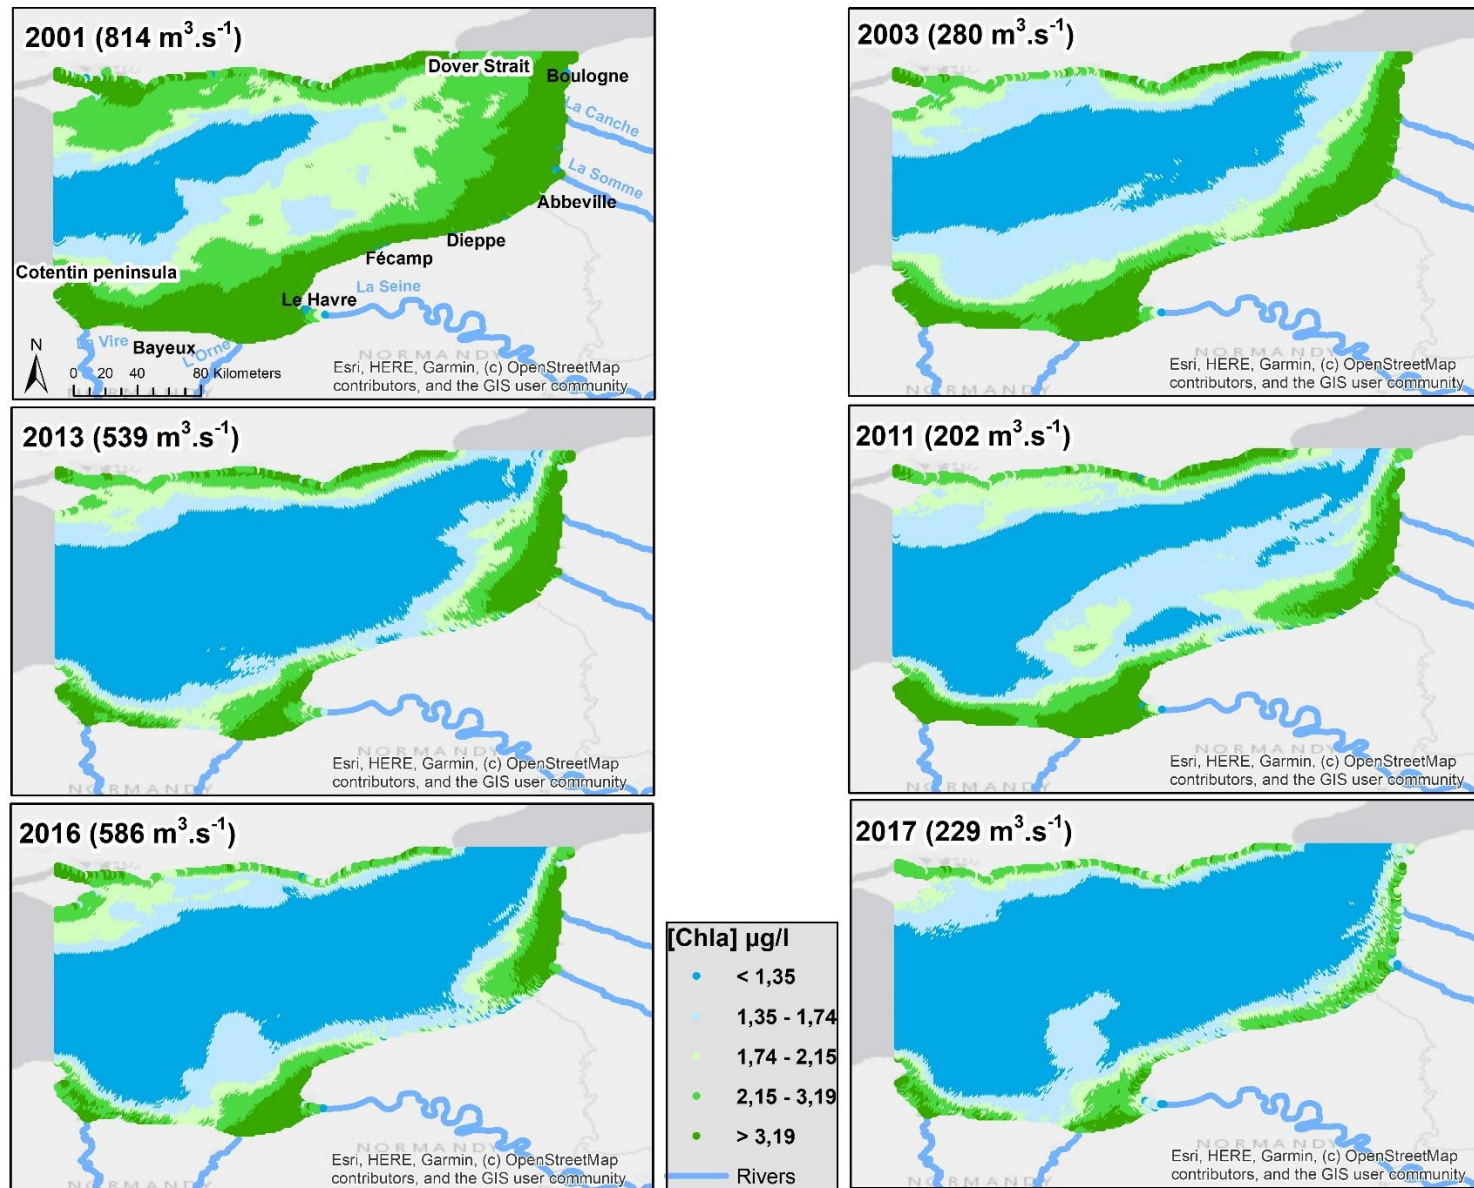 2001 (814 m³.s⁻¹)
Dover Strait
Boulogne
La Canche
La Somme
Abbeville
Dieppe
Fécamp
Cotentin peninsula
La Seine
Le Havre
N
La Vire
Bayeux
L'Orne
NORMANDY
0 20 40 80 Kilometers
Esri, HERE, Garmin, (c) OpenStreetMap
contributors, and the GIS user community
2003 (280 m³.s⁻¹)
NORMANDY
NORMANDY
Esri, HERE, Garmin, (c) OpenStreetMap
contributors, and the GIS user community
2013 (539 m³.s⁻¹)
NORMANDY
NORMANDY
Esri, HERE, Garmin, (c) OpenStreetMap
contributors, and the GIS user community
2011 (202 m³.s⁻¹)
NORMANDY
NORMANDY
Esri, HERE, Garmin, (c) OpenStreetMap
contributors, and the GIS user community
2016 (586 m³.s⁻¹)
NORMANDY
NORMANDY
Esri, HERE, Garmin, (c) OpenStreetMap
contributors, and the GIS user community
[Chla] µg/l
< 1,35
1,35 - 1,74
1,74 - 2,15
2,15 - 3,19
> 3,19
Rivers
2017 (229 m³.s⁻¹)
NORMANDY
NORMANDY
Esri, HERE, Garmin, (c) OpenStreetMap
contributors, and the GIS user community